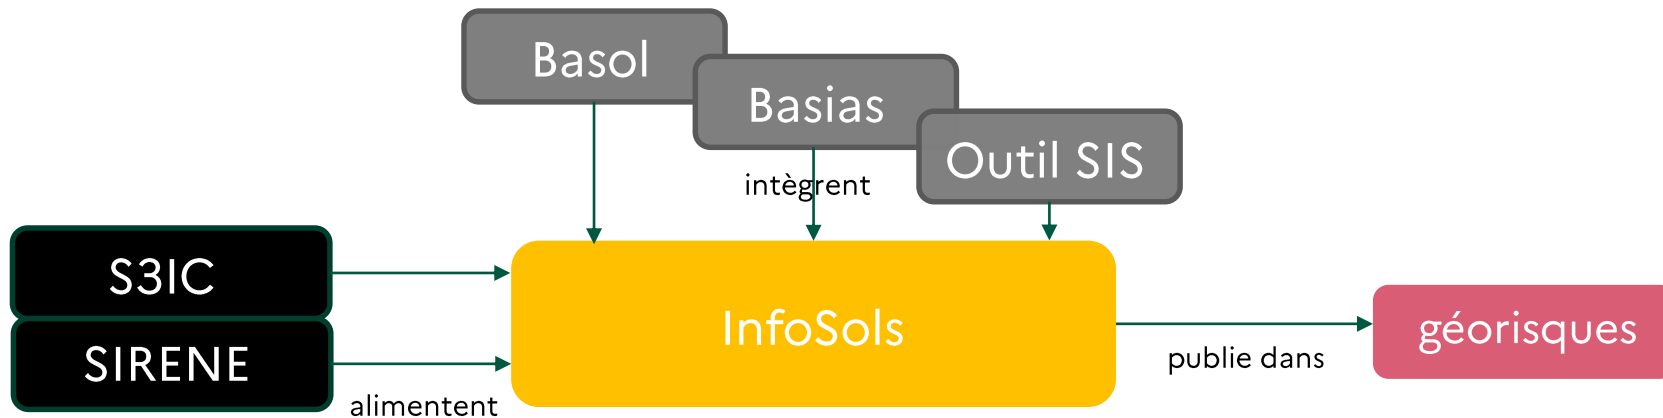 Basol
Basias
Outil SIS
intègrent
S3IC
SIRENE
alimentent
InfoSols
publie dans
géorisques